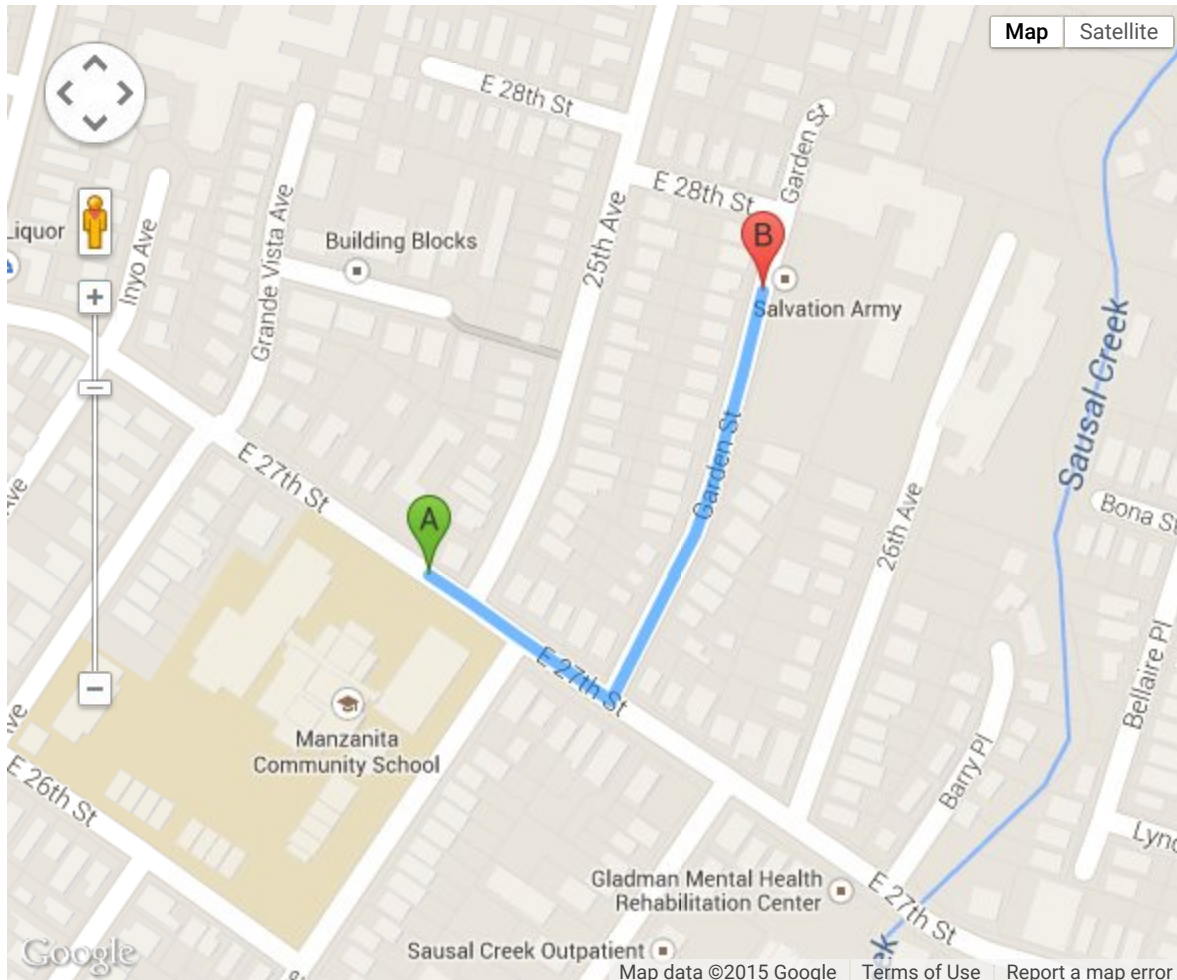 Map
Satellite
E 28th St
Garden St
E 28th St
Liquor
Inyo Ave
Grande Vista Ave
Building Blocks
25th Ave
B
Salvation Army
Sausal Creek
Garden St
E 27th St
A
26th Ave
Bona St
E 27th St
Manzanita
Community School
Bellaire Pl
Barry Pl
E 26th St
Lync
Gladman Mental Health
Rehabilitation Center
E 27th St
Sausal Creek Outpatient
Google
Map data ©2015 Google
Terms of Use
Report a map error